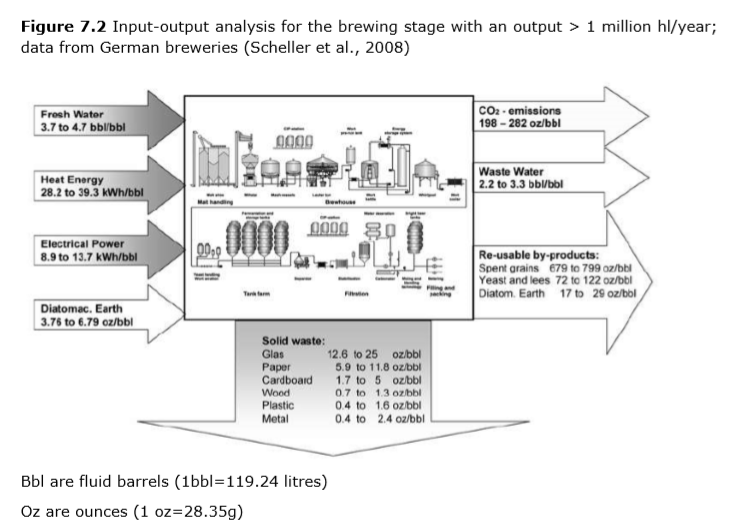 Figure 7.2 Input-output analysis for the brewing stage with an output > 1 million hl/year;
data from German breweries (Scheller et al., 2008)
Fresh Water
3.7 to 4.7 bbl/bbl
Heat Energy
28.2 to 39.3 kWh/bbl
Electrical Power
8.9 to 13.7 kWh/bbl
Diatomac. Earth
3.76 to 6.79 oz/bbl
CIP-station
Malt handling
Brewhouse
Whirlpool
CIP-station
Tank farm
Filtration
Filling and
packing
CO2 - emissions
198 – 282 oz/bbl
Waste Water
2.2 to 3.3 bbl/bbl
Re-usable by-products:
Spent grains 679 to 799 oz/bbl
Yeast and lees 72 to 122 oz/bbl
Diatom. Earth 17 to 29 oz/bbl
Solid waste:
Glas 12.6 to 25 oz/bbl
Paper 5.9 to 11.8 oz/bbl
Cardboard 1.7 to 5 oz/bbl
Wood 0.7 to 1.3 oz/bbl
Plastic 0.4 to 1.6 oz/bbl
Metal 0.4 to 2.4 oz/bbl
Bbl are fluid barrels (1bbl=119.24 litres)
Oz are ounces (1 oz=28.35g)